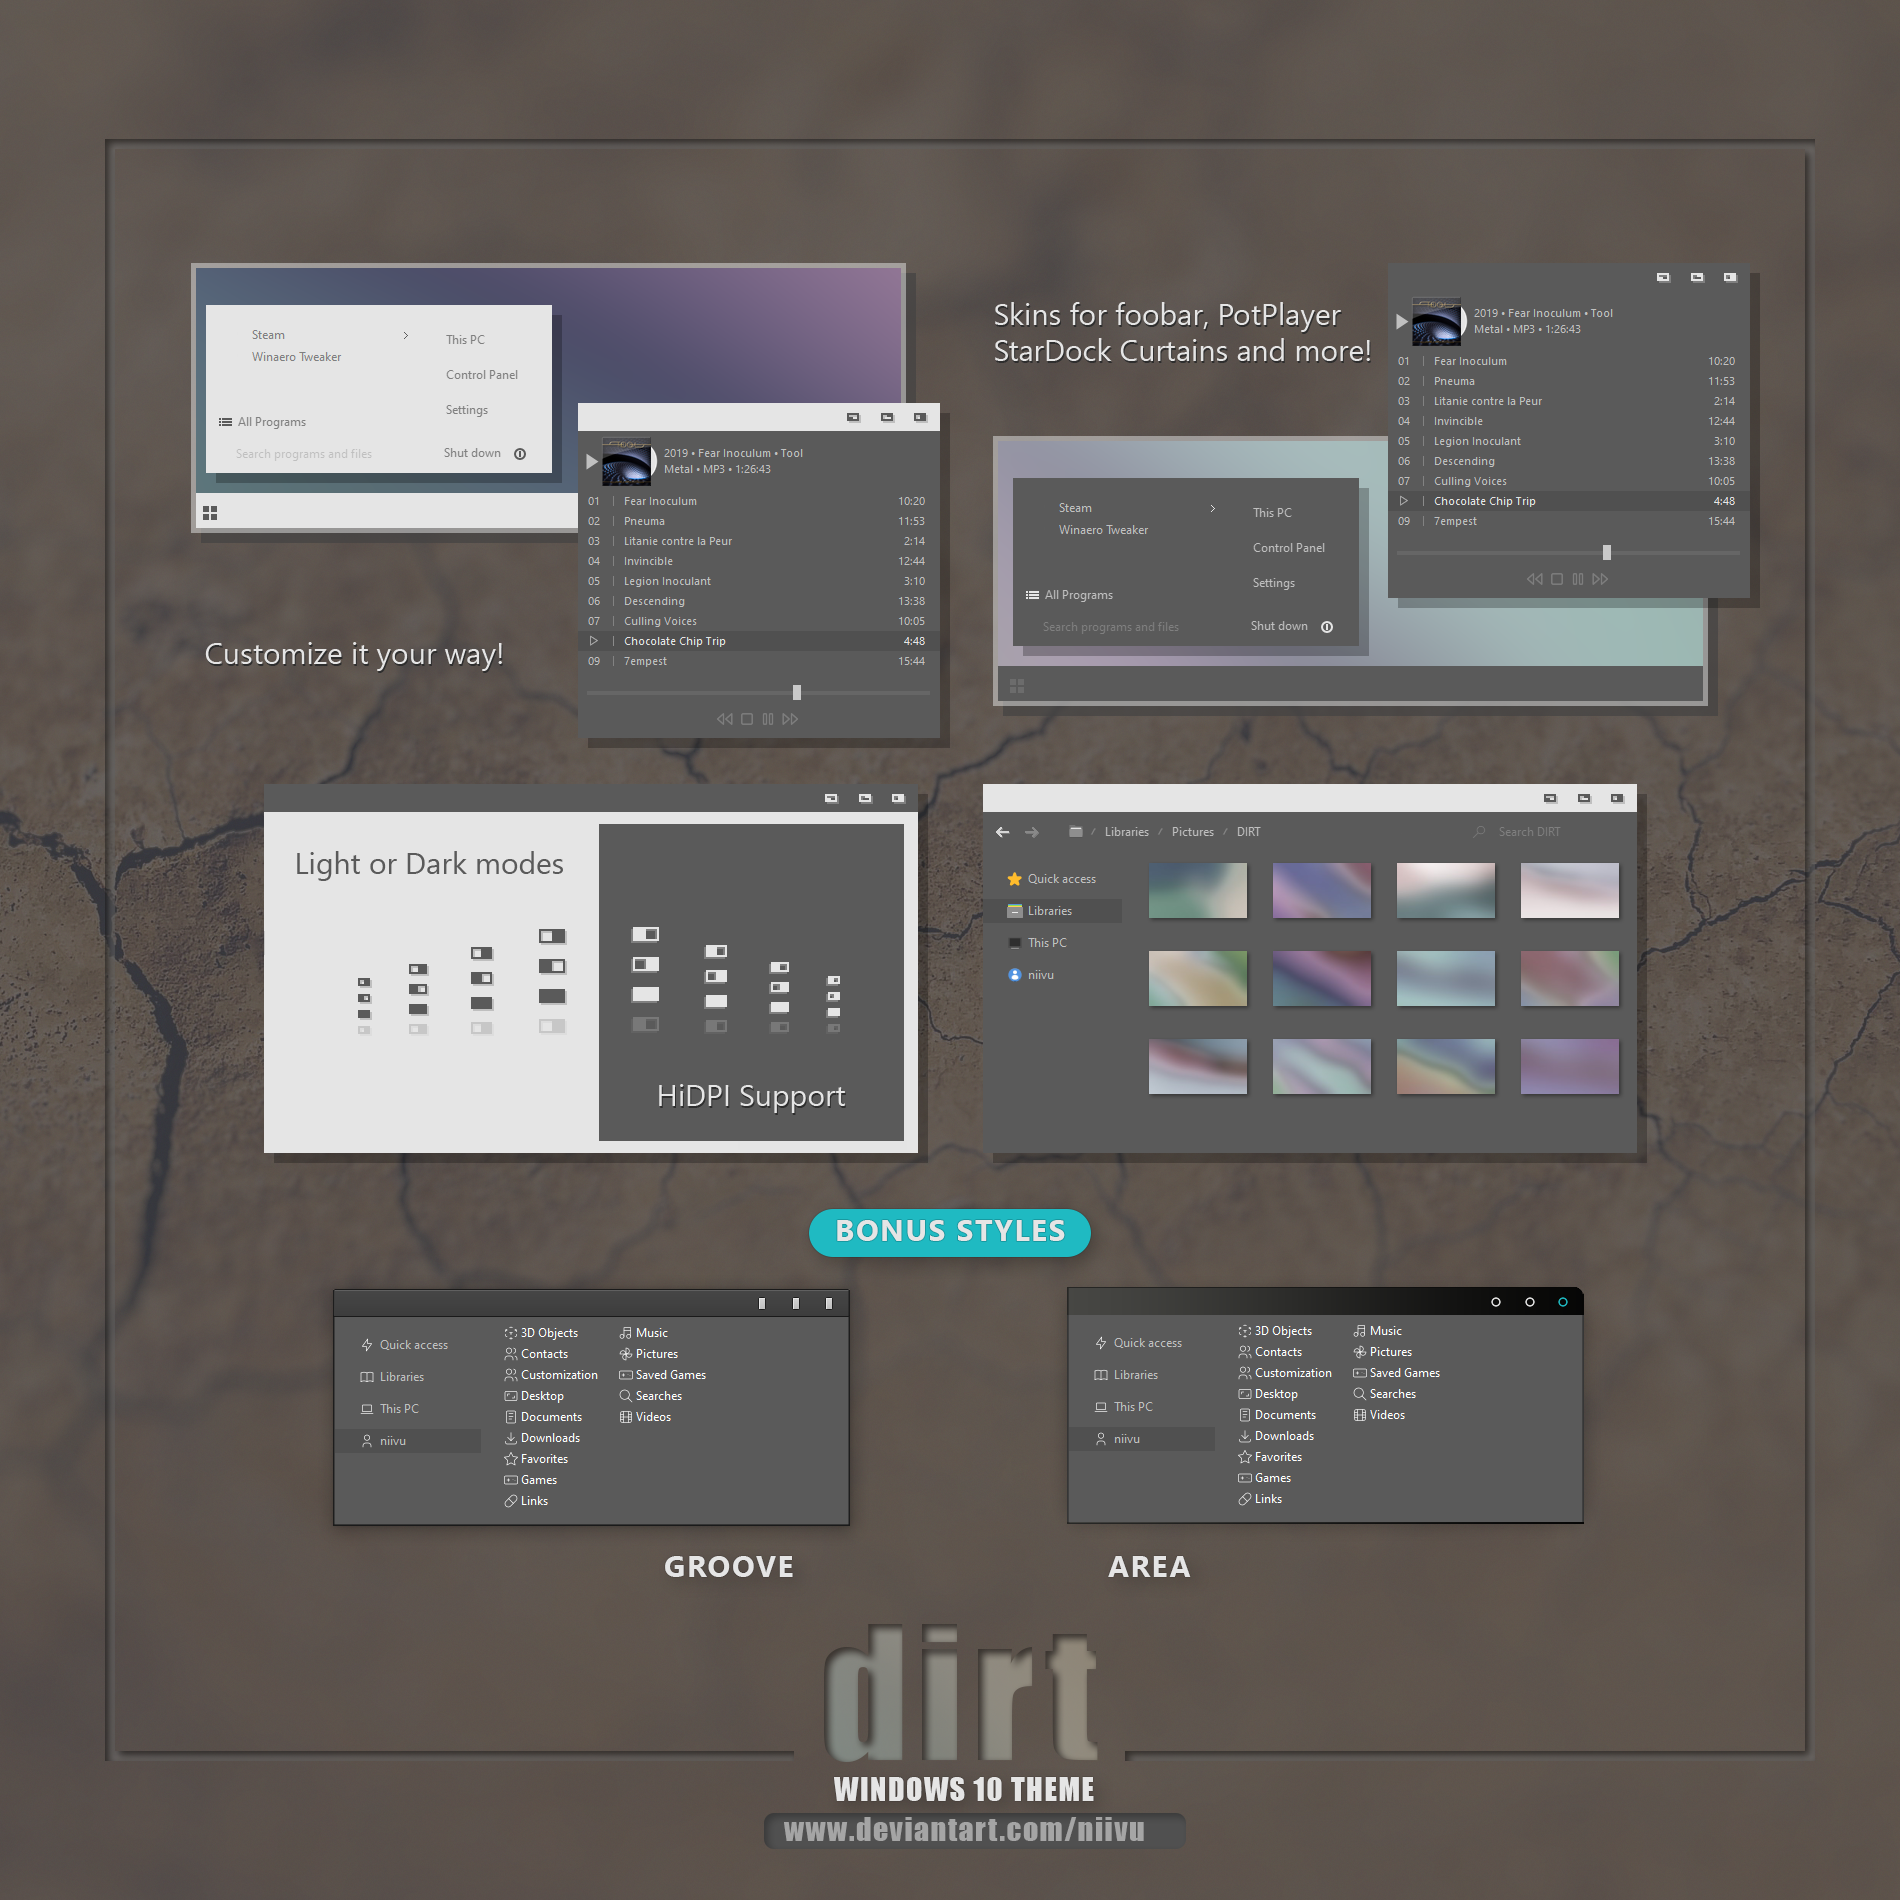 Steam
Winaero Tweaker
All Programs
Search programs and files
This PC
Control Panel
Settings
Shut down
2019 • Fear Inoculum • Tool
Metal • MP3 • 1:26:43
01 | Fear Inoculum 10:20
02 | Pneuma 11:53
03 | Litanie contre la Peur 2:14
04 | Invincible 12:44
05 | Legion Inoculant 3:10
06 | Descending 13:38
07 | Culling Voices 10:05
Chocolate Chip Trip 4:48
09 | 7empest 15:44
Customize it your way!
Skins for foobar, PotPlayer
StarDock Curtains and more!
2019 • Fear Inoculum • Tool
Metal • MP3 • 1:26:43
01 | Fear Inoculum 10:20
02 | Pneuma 11:53
03 | Litanie contre la Peur 2:14
04 | Invincible 12:44
05 | Legion Inoculant 3:10
06 | Descending 13:38
07 | Culling Voices 10:05
Chocolate Chip Trip 4:48
09 | 7empest 15:44
Steam
Winaero Tweaker
All Programs
Search programs and files
This PC
Control Panel
Settings
Shut down
Light or Dark modes
HiDPI Support
/ Libraries / Pictures / DIRT
Search DIRT
Quick access
Libraries
This PC
niivu
BONUS STYLES
Quick access
Libraries
This PC
niivu
3D Objects
Contacts
Customization
Desktop
Documents
Downloads
Favorites
Games
Links
Music
Pictures
Saved Games
Searches
Videos
GROOVE
Quick access
Libraries
This PC
niivu
3D Objects
Contacts
Customization
Desktop
Documents
Downloads
Favorites
Games
Links
Music
Pictures
Saved Games
Searches
Videos
AREA
dirt
WINDOWS 10 THEME
www.deviantart.com/niivu